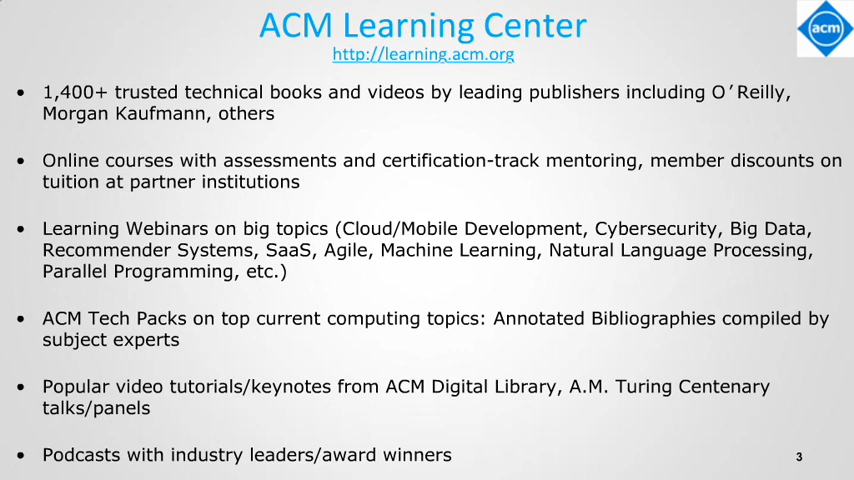 ACM Learning Center
http://learning.acm.org
acm
• 1,400+ trusted technical books and videos by leading publishers including O’Reilly,
Morgan Kaufmann, others
• Online courses with assessments and certification-track mentoring, member discounts on
tuition at partner institutions
• Learning Webinars on big topics (Cloud/Mobile Development, Cybersecurity, Big Data,
Recommender Systems, SaaS, Agile, Machine Learning, Natural Language Processing,
Parallel Programming, etc.)
• ACM Tech Packs on top current computing topics: Annotated Bibliographies compiled by
subject experts
• Popular video tutorials/keynotes from ACM Digital Library, A.M. Turing Centenary
talks/panels
• Podcasts with industry leaders/award winners
3